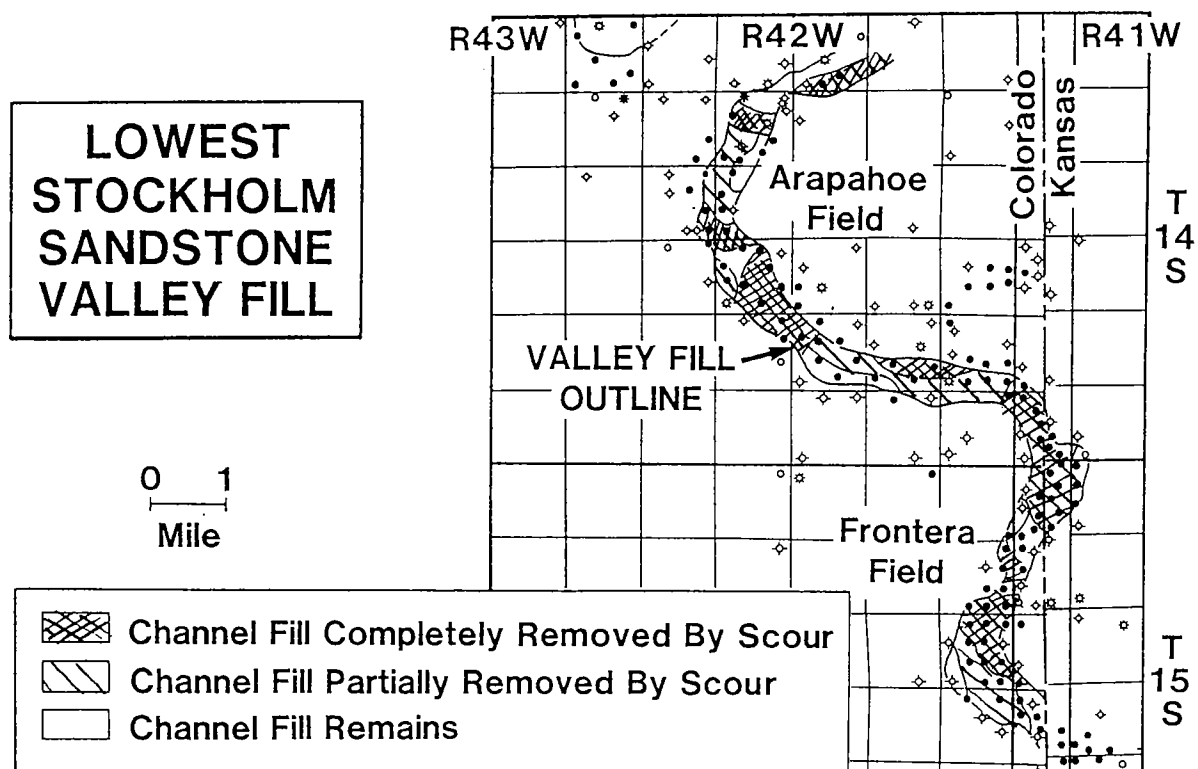 R43W R42W R41W
LOWEST
STOCKHOLM
SANDSTONE
VALLEY FILL
Colorado
Kansas
Arapahoe
Field
T
14
S
VALLEY FILL
OUTLINE
0 1
Mile
Frontera
Field
Channel Fill Completely Removed By Scour
Channel Fill Partially Removed By Scour
Channel Fill Remains
T
15
S